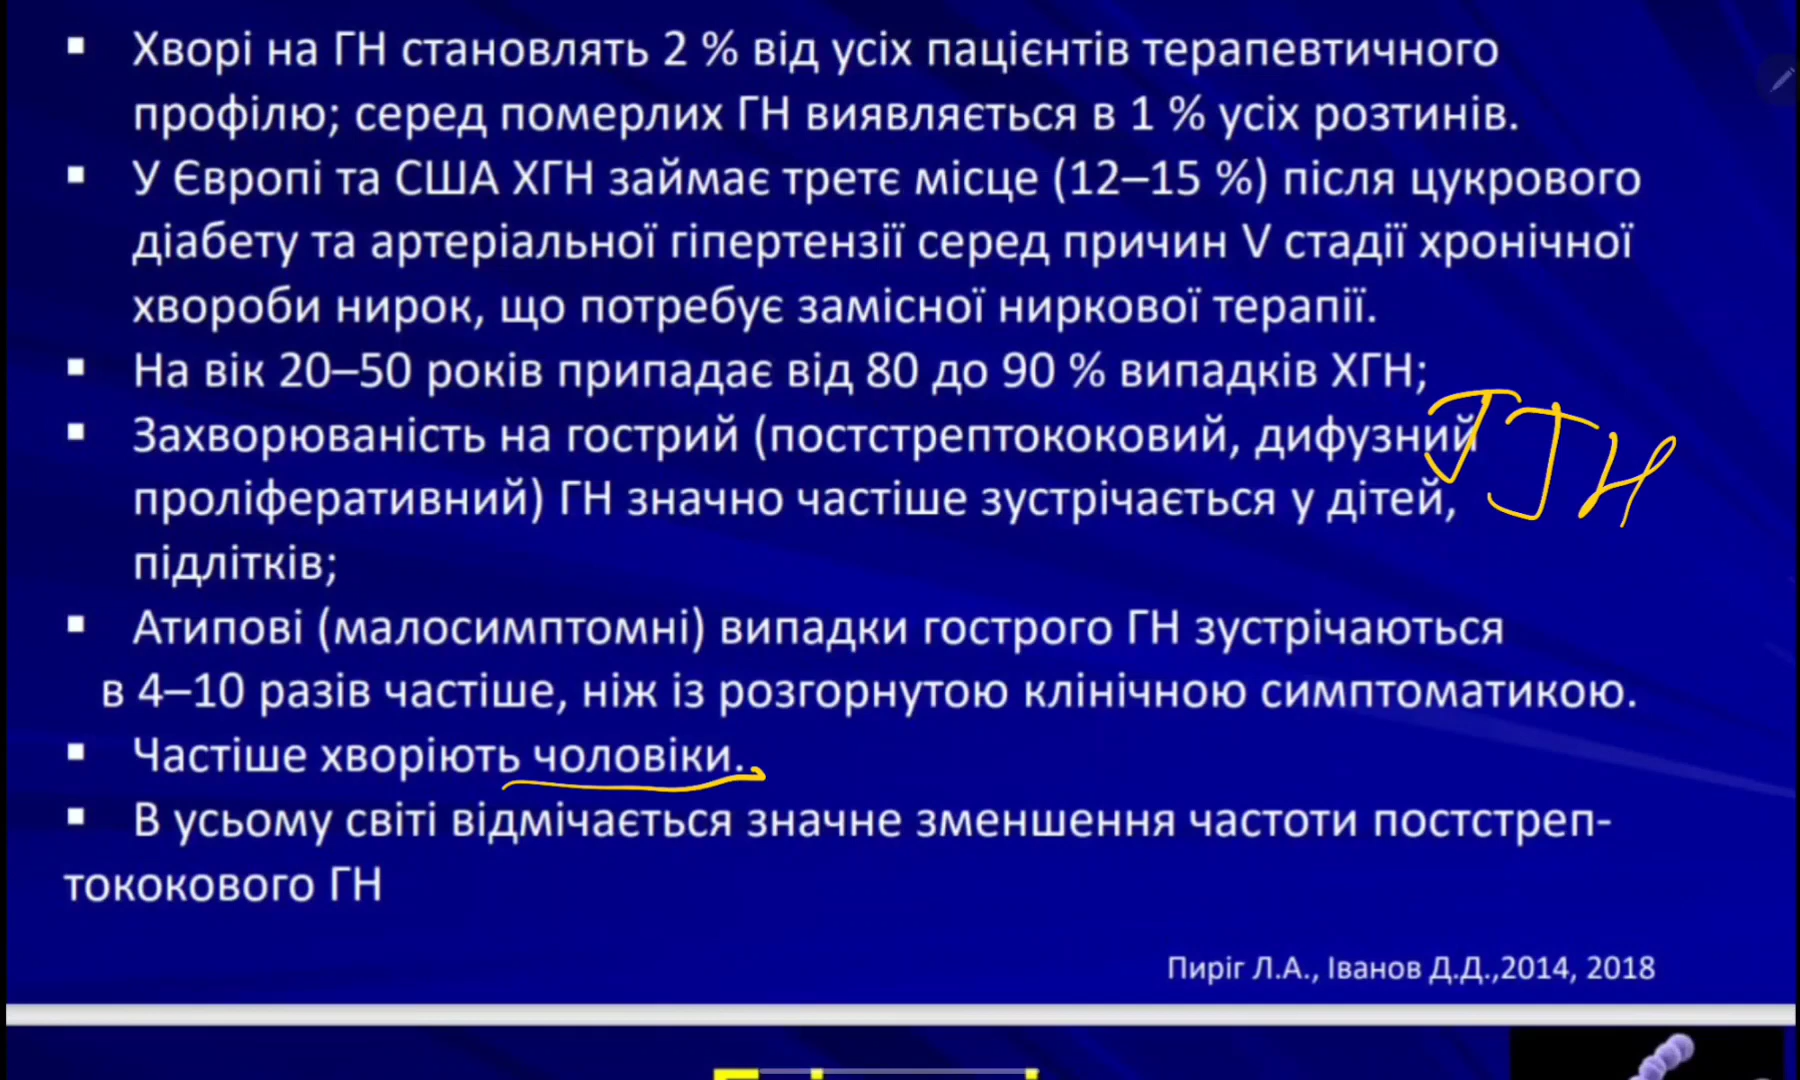 ▪ Хворі на ГН становлять 2 % від усіх пацієнтів терапевтичного
профілю; серед померлих ГН виявляється в 1 % усіх розтинів.
▪ У Європі та США ХГН займає третє місце (12–15 %) після цукрового
діабету та артеріальної гіпертензії серед причин V стадії хронічної
хвороби нирок, що потребує замісної ниркової терапії.
▪ На вік 20–50 років припадає від 80 до 90 % випадків ХГН;
▪ Захворюваність на гострий (постстрептококовий, дифузний
проліферативний) ГН значно частіше зустрічається у дітей,
ГГН
підлітків;
▪ Атипові (малосимптомні) випадки гострого ГН зустрічаються
в 4–10 разів частіше, ніж із розгорнутою клінічною симптоматикою.
▪ Частіше хворіють чоловіки..
▪ В усьому світі відмічається значне зменшення частоти постстреп-
тококового ГН
Пиріг Л.А., Іванов Д.Д.,2014, 2018